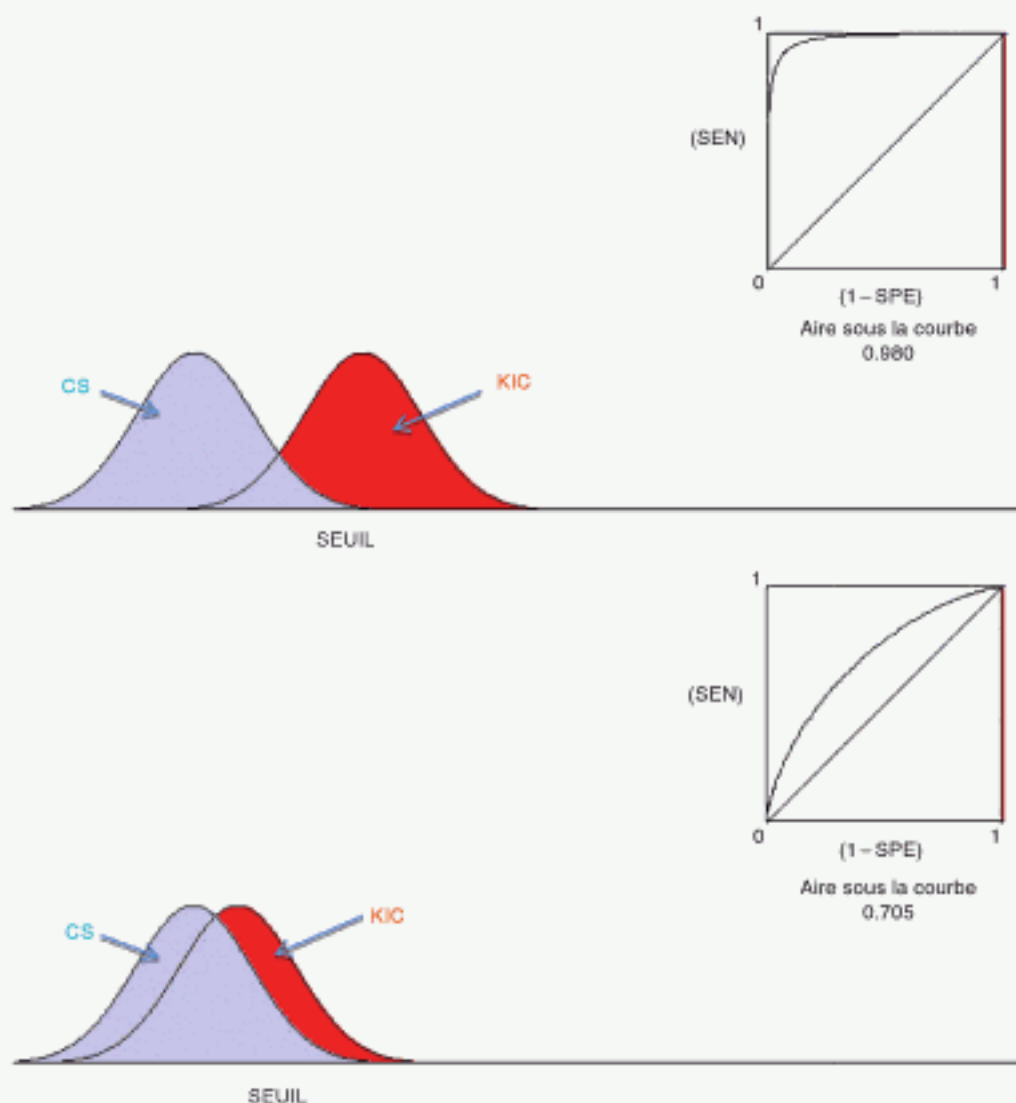 1
(SEN)
0
1
{1–SPE}
Aire sous la courbe
0.980
CS
KIC
SEUIL
1
(SEN)
0
1
{1–SPE}
Aire sous la courbe
0.705
CS
KIC
SEUIL